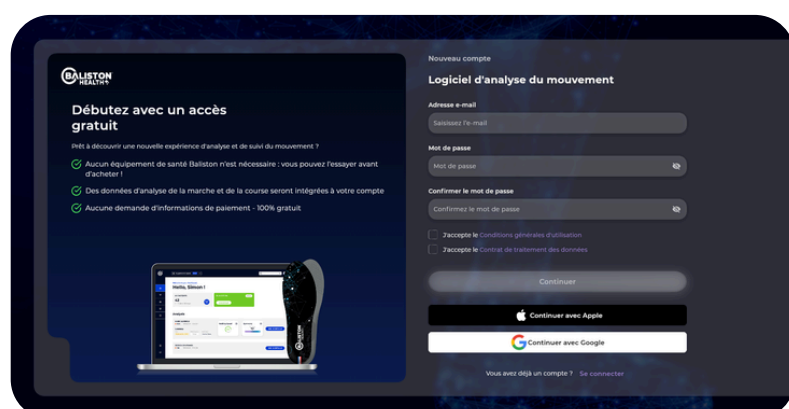 BALISTON
HEALTH
Débutez avec un accès
gratuit
Prêt à découvrir une nouvelle expérience d'analyse et de suivi du mouvement ?
Aucun équipement de santé Baliston n'est nécessaire : vous pouvez l'essayer avant
d'acheter !
Des données d'analyse de la marche et de la course seront intégrées à votre compte
Aucune demande d'informations de paiement - 100% gratuit
Hello, Simon !
Analysis
BALISTON
Nouveau compte
Logiciel d'analyse du mouvement
Adresse e-mail
Saisissez l'e-mail
Mot de passe
Mot de passe
Confirmer le mot de passe
Confirmez le mot de passe
J'accepte le Conditions générales d'utilisation
J'accepte le Contrat de traitement des données
Continuer
Continuer avec Apple
Continuer avec Google
Vous avez déjà un compte ? Se connecter